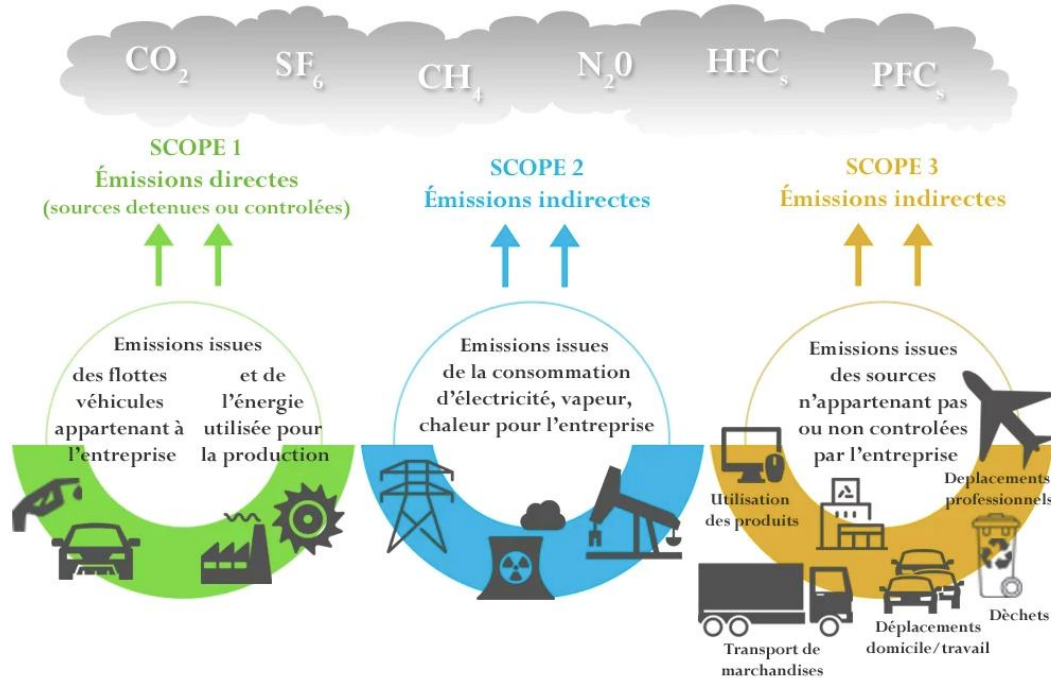 CO2
SF6
CH4
N20
HFCs
PFCs
SCOPE 1
Émissions directes
(sources detenues ou controlées)
SCOPE 2
Émissions indirectes
SCOPE 3
Émissions indirectes
Emissions issues
des flottes
véhicules
appartenant à
l'entreprise
et de
l'énergie
utilisée pour
la production
Emissions issues
de la consommation
d'électricité, vapeur,
chaleur pour l'entreprise
Emissions issues
des sources
n'appartenant pas
ou non controlées
par l'entreprise
Utilisation
des produits
Deplacements
professionnels
Transport de
marchandises
Déplacements
domicile/travail
Dèchets